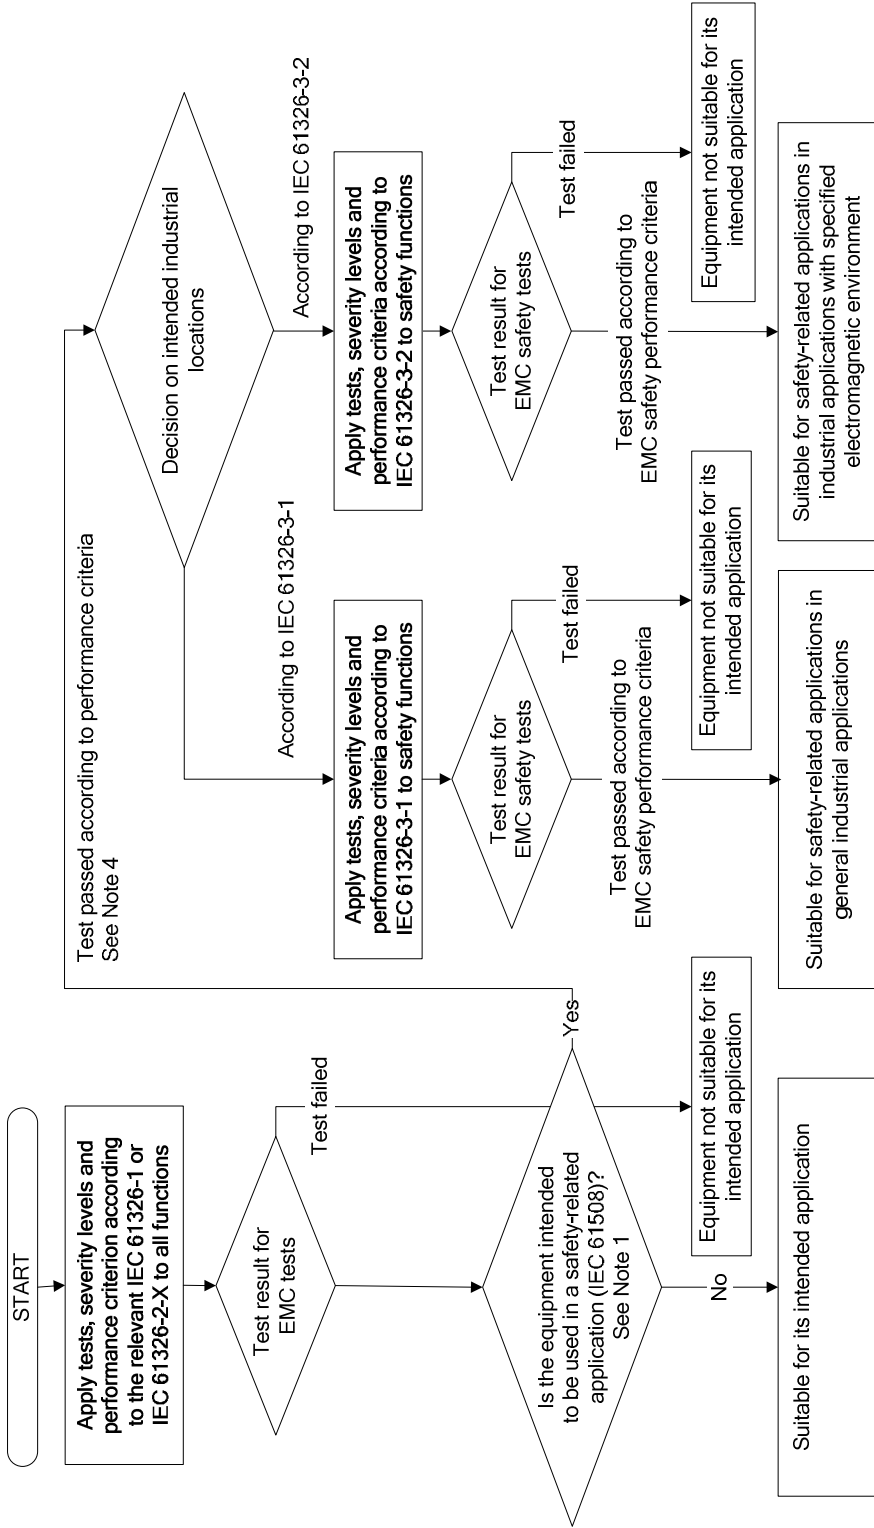 START
Apply tests, severity levels and
performance criterion according
to the relevant IEC 61326-1 or
IEC 61326-2-X to all functions
Test result for
EMC tests
Test failed
Is the equipment intended
to be used in a safety-related
application (IEC 61508)?
See Note 1
Yes
No
Equipment not suitable for its
intended application
Suitable for its intended application
Test passed according to performance criteria
See Note 4
Decision on intended industrial
locations
According to IEC 61326-3-1
Apply tests, severity levels and
performance criteria according to
IEC 61326-3-1 to safety functions
Test result for
EMC safety tests
Test failed
Test passed according to
EMC safety performance criteria
Equipment not suitable for its
intended application
Suitable for safety-related applications in
general industrial applications
According to IEC 61326-3-2
Apply tests, severity levels and
performance criteria according to
IEC 61326-3-2 to safety functions
Test result for
EMC safety tests
Test failed
Test passed according to
EMC safety performance criteria
Equipment not suitable for its
intended application
Suitable for safety-related applications in
industrial applications with specified
electromagnetic environment